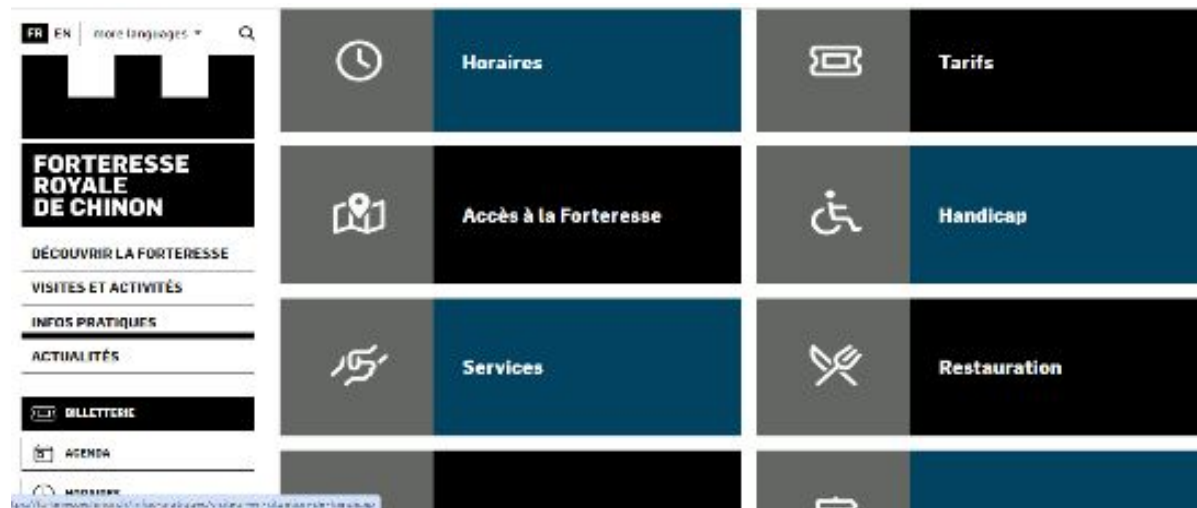 FR EN more languages
FORTERESSE
ROYALE
DE CHINON
DÉCOUVRIR LA FORTERESSE
VISITES ET ACTIVITÉS
INFOS PRATIQUES
ACTUALITÉS
BILLETTERIE
AGENDA
HORAIRES
Horaires
Tarifs
Accès à la Forteresse
Handicap
Services
Restauration